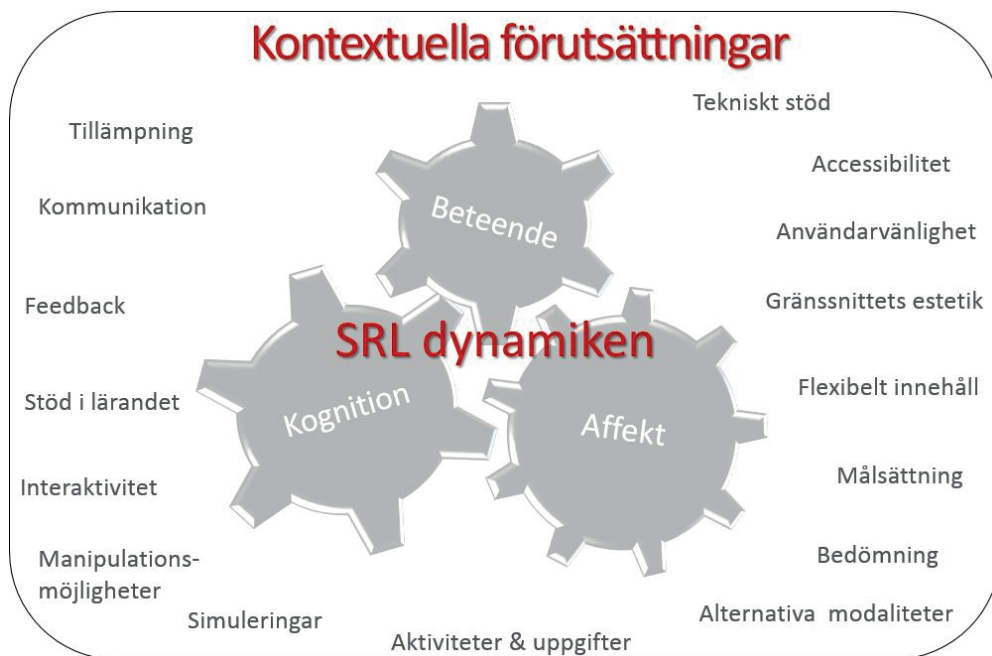 Kontextuella förutsättningar
Tekniskt stöd
Tillämpning
Accessibilitet
Kommunikation
Beteende
Användarvänlighet
Feedback
Gränssnittets estetik
SRL dynamiken
Stöd i lärandet
Kognition
Affekt
Flexibelt innehåll
Interaktivitet
Målsättning
Manipulations-
möjligheter
Bedömning
Simuleringar
Alternativa modaliteter
Aktiviteter & uppgifter